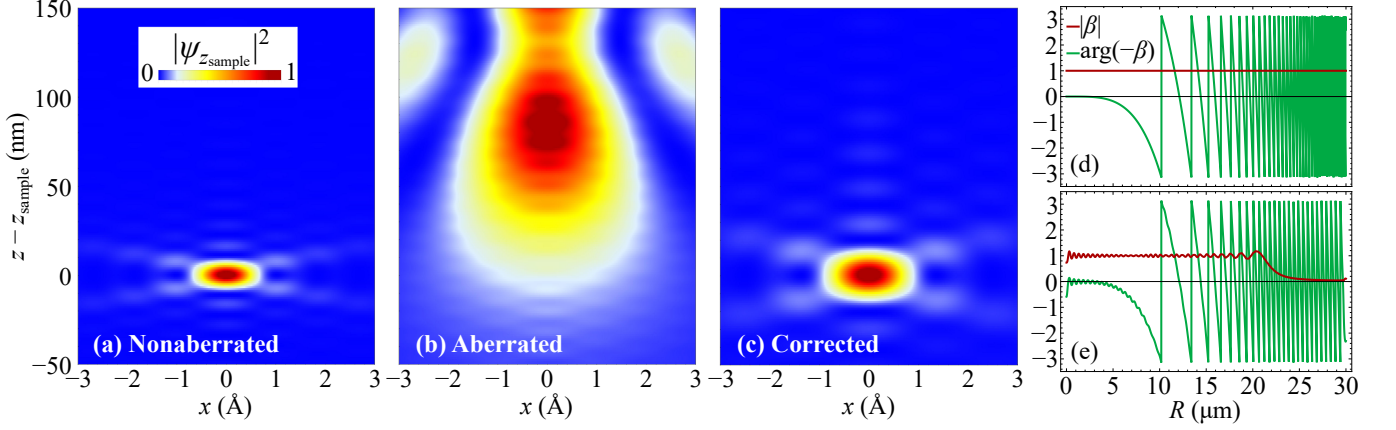 150
100
50
0
−50
z − z_sample (nm)
|ψ_{z_sample}|²
0 1
(a) Nonaberrated
−3 −2 −1 0 1 2 3
x (Å)
(b) Aberrated
−3 −2 −1 0 1 2 3
x (Å)
(c) Corrected
−3 −2 −1 0 1 2 3
x (Å)
3
2
1
0
−1
−2
−3
|β|
arg(−β)
(d)
3
2
1
0
−1
−2
−3
(e)
0 5 10 15 20 25 30
R (μm)